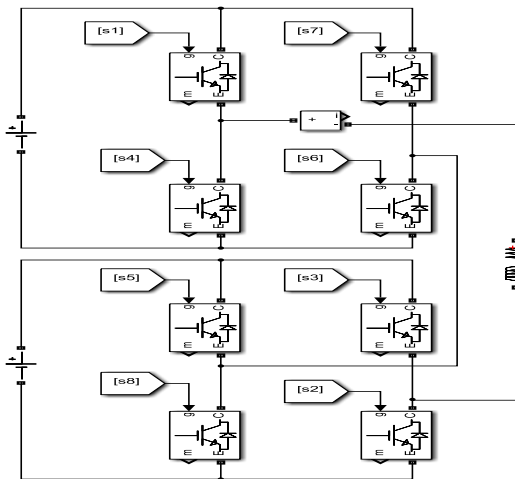 [s1]
[s7]
g C
m E
g C
m E
+
i
-
[s4]
[s6]
g C
m E
g C
m E
+
[s5]
[s3]
g C
m E
g C
m E
[s8]
[s2]
g C
m E
g C
m E
+